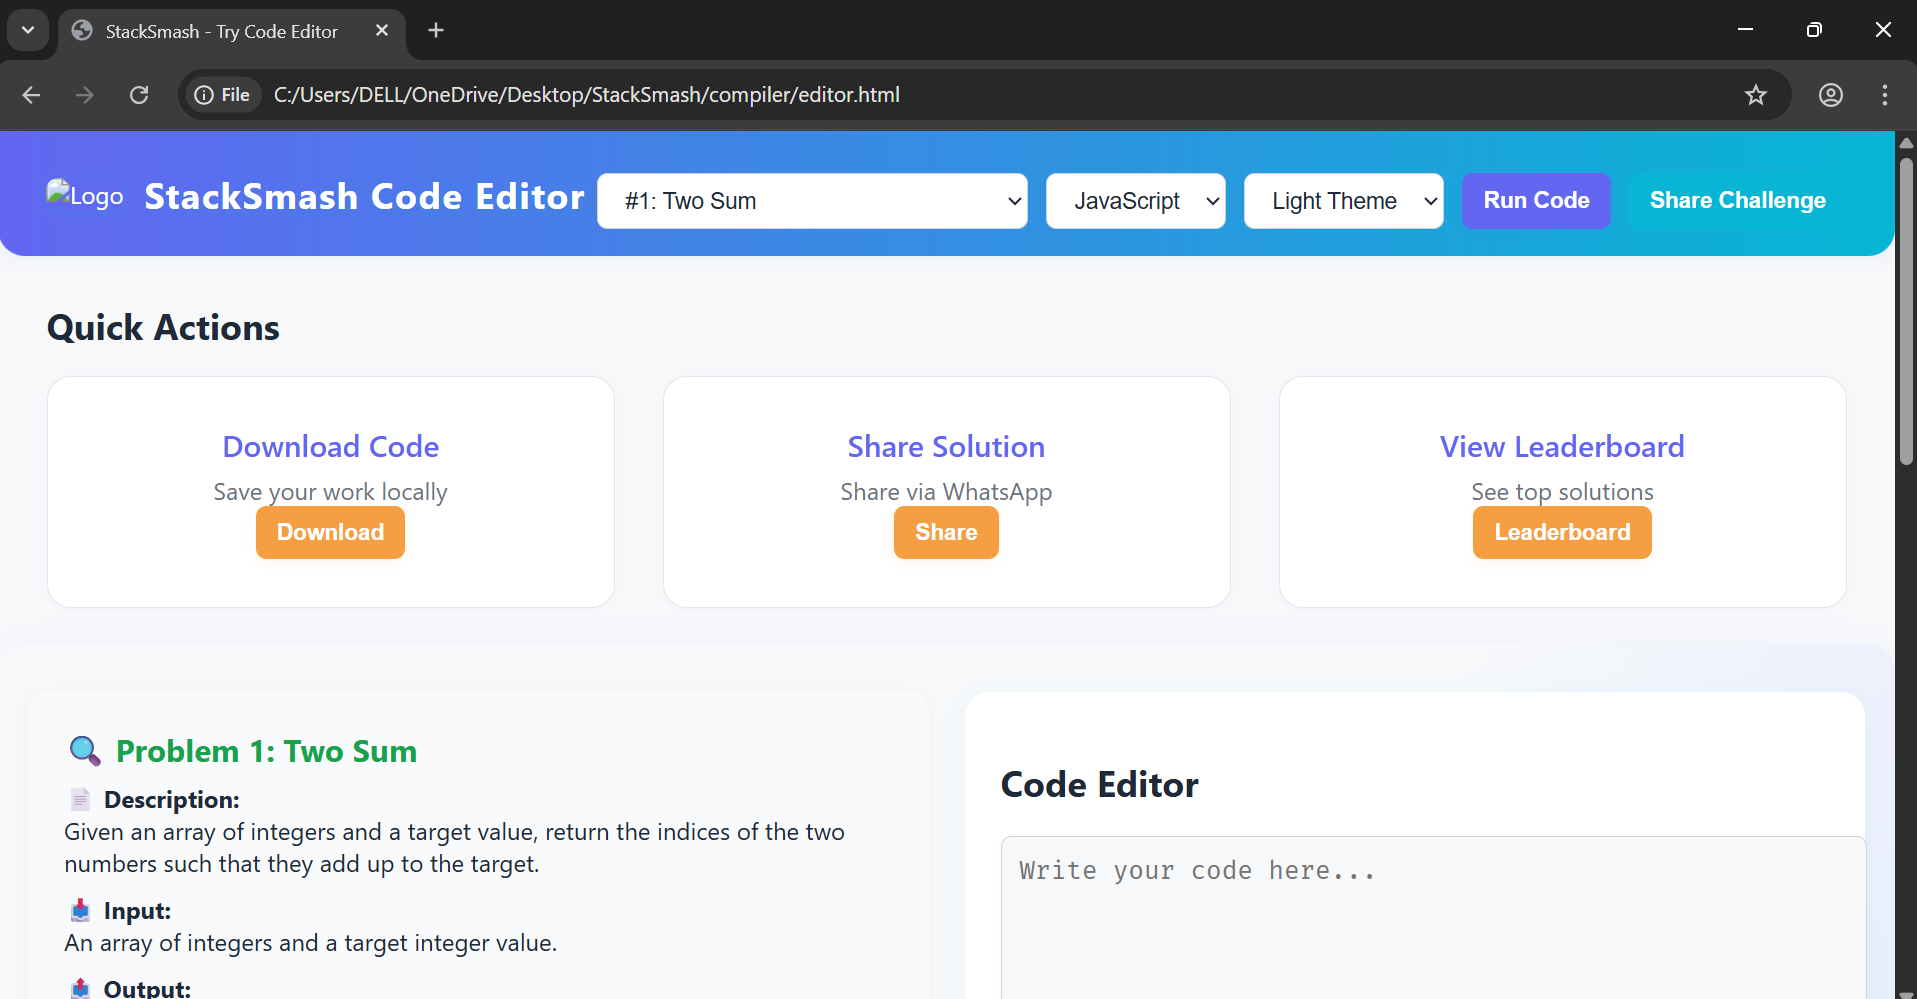 StackSmash - Try Code Editor
File C:/Users/DELL/OneDrive/Desktop/StackSmash/compiler/editor.html
Logo StackSmash Code Editor #1: Two Sum JavaScript Light Theme Run Code Share Challenge
Quick Actions
Download Code
Save your work locally
Download
Share Solution
Share via WhatsApp
Share
View Leaderboard
See top solutions
Leaderboard
Problem 1: Two Sum
Description:
Given an array of integers and a target value, return the indices of the two
numbers such that they add up to the target.
Input:
An array of integers and a target integer value.
Output:
Code Editor
Write your code here...